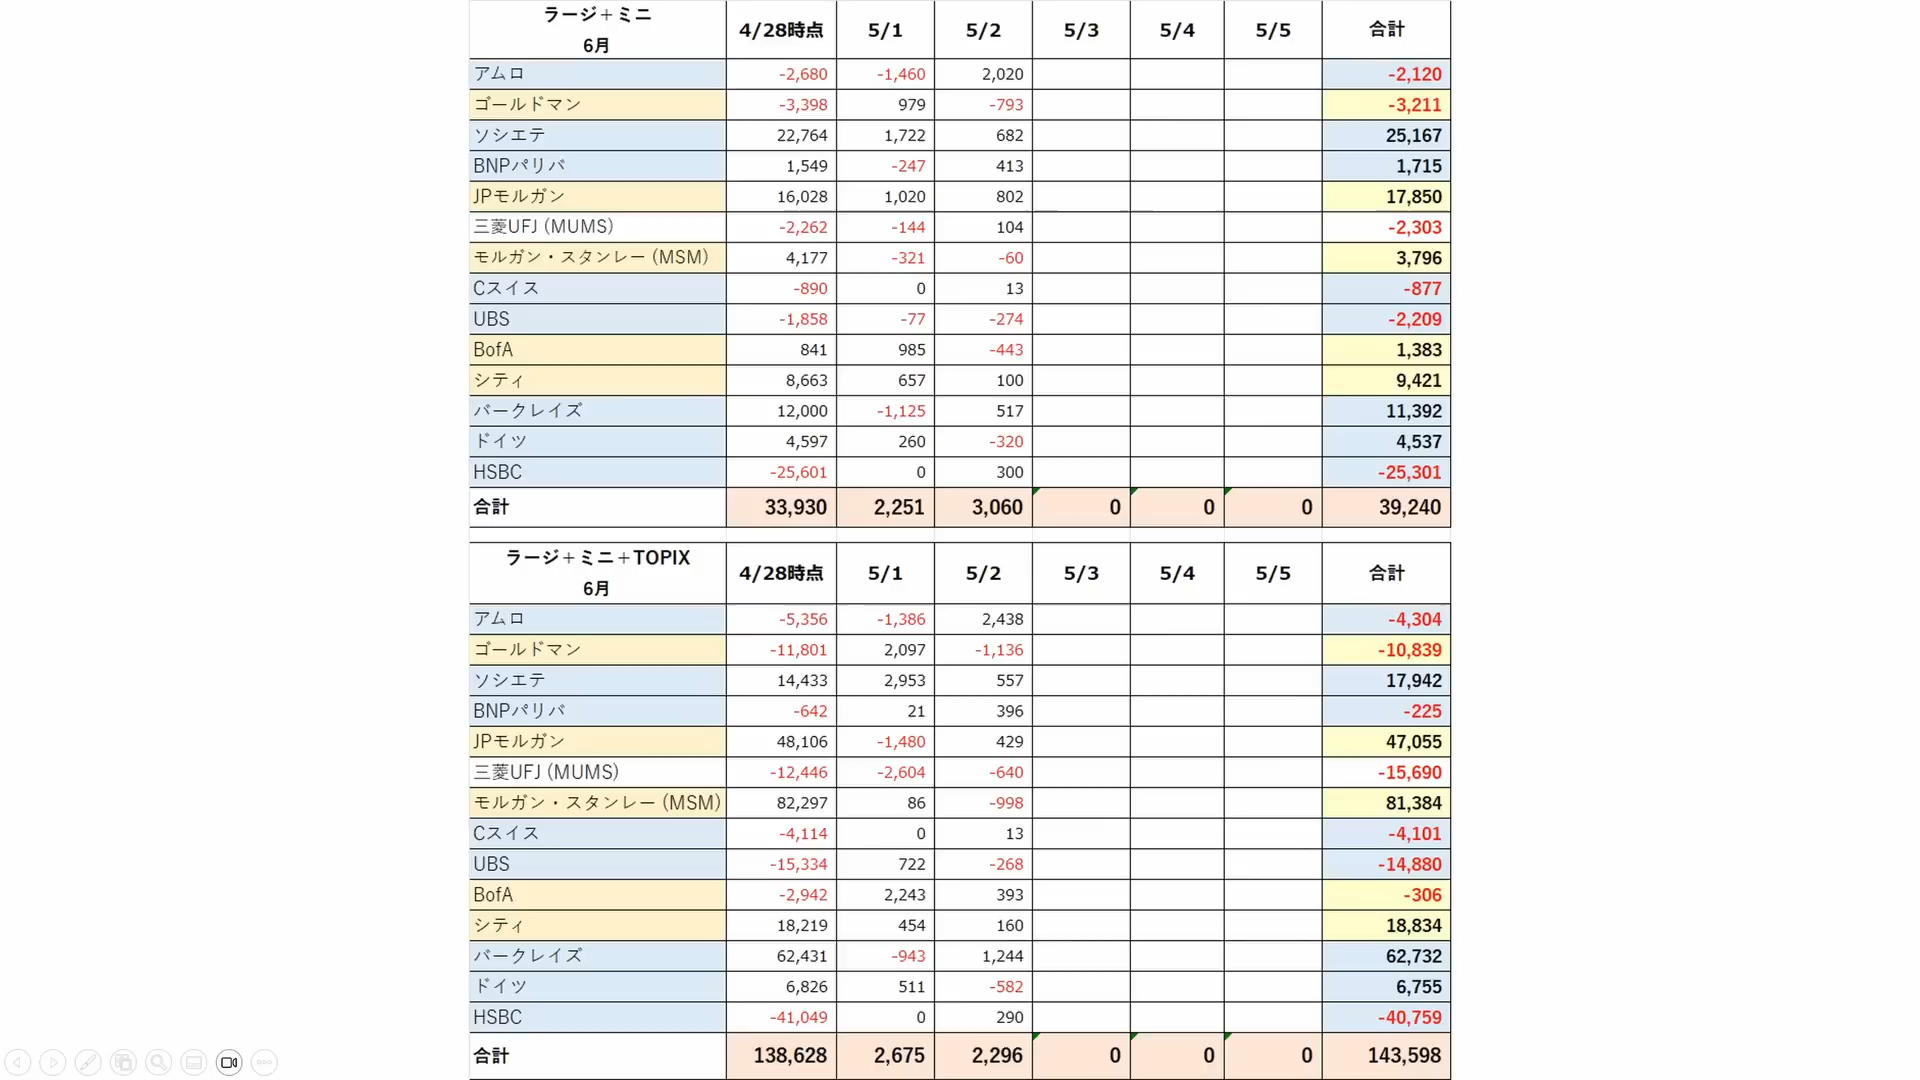 ラージ＋ミニ
6月
4/28時点 5/1 5/2 5/3 5/4 5/5 合計
アムロ -2,680 -1,460 2,020 -2,120
ゴールドマン -3,398 979 -793 -3,211
ソシエテ 22,764 1,722 682 25,167
BNPパリバ 1,549 -247 413 1,715
JPモルガン 16,028 1,020 802 17,850
三菱UFJ (MUMS) -2,262 -144 104 -2,303
モルガン・スタンレー (MSM) 4,177 -321 -60 3,796
Cスイス -890 0 13 -877
UBS -1,858 -77 -274 -2,209
BofA 841 985 -443 1,383
シティ 8,663 657 100 9,421
バークレイズ 12,000 -1,125 517 11,392
ドイツ 4,597 260 -320 4,537
HSBC -25,601 0 300 -25,301
合計 33,930 2,251 3,060 0 0 0 39,240
ラージ＋ミニ＋TOPIX
6月
4/28時点 5/1 5/2 5/3 5/4 5/5 合計
アムロ -5,356 -1,386 2,438 -4,304
ゴールドマン -11,801 2,097 -1,136 -10,839
ソシエテ 14,433 2,953 557 17,942
BNPパリバ -642 21 396 -225
JPモルガン 48,106 -1,480 429 47,055
三菱UFJ (MUMS) -12,446 -2,604 -640 -15,690
モルガン・スタンレー (MSM) 82,297 86 -998 81,384
Cスイス -4,114 0 13 -4,101
UBS -15,334 722 -268 -14,880
BofA -2,942 2,243 393 -306
シティ 18,219 454 160 18,834
バークレイズ 62,431 -943 1,244 62,732
ドイツ 6,826 511 -582 6,755
HSBC -41,049 0 290 -40,759
合計 138,628 2,675 2,296 0 0 0 143,598